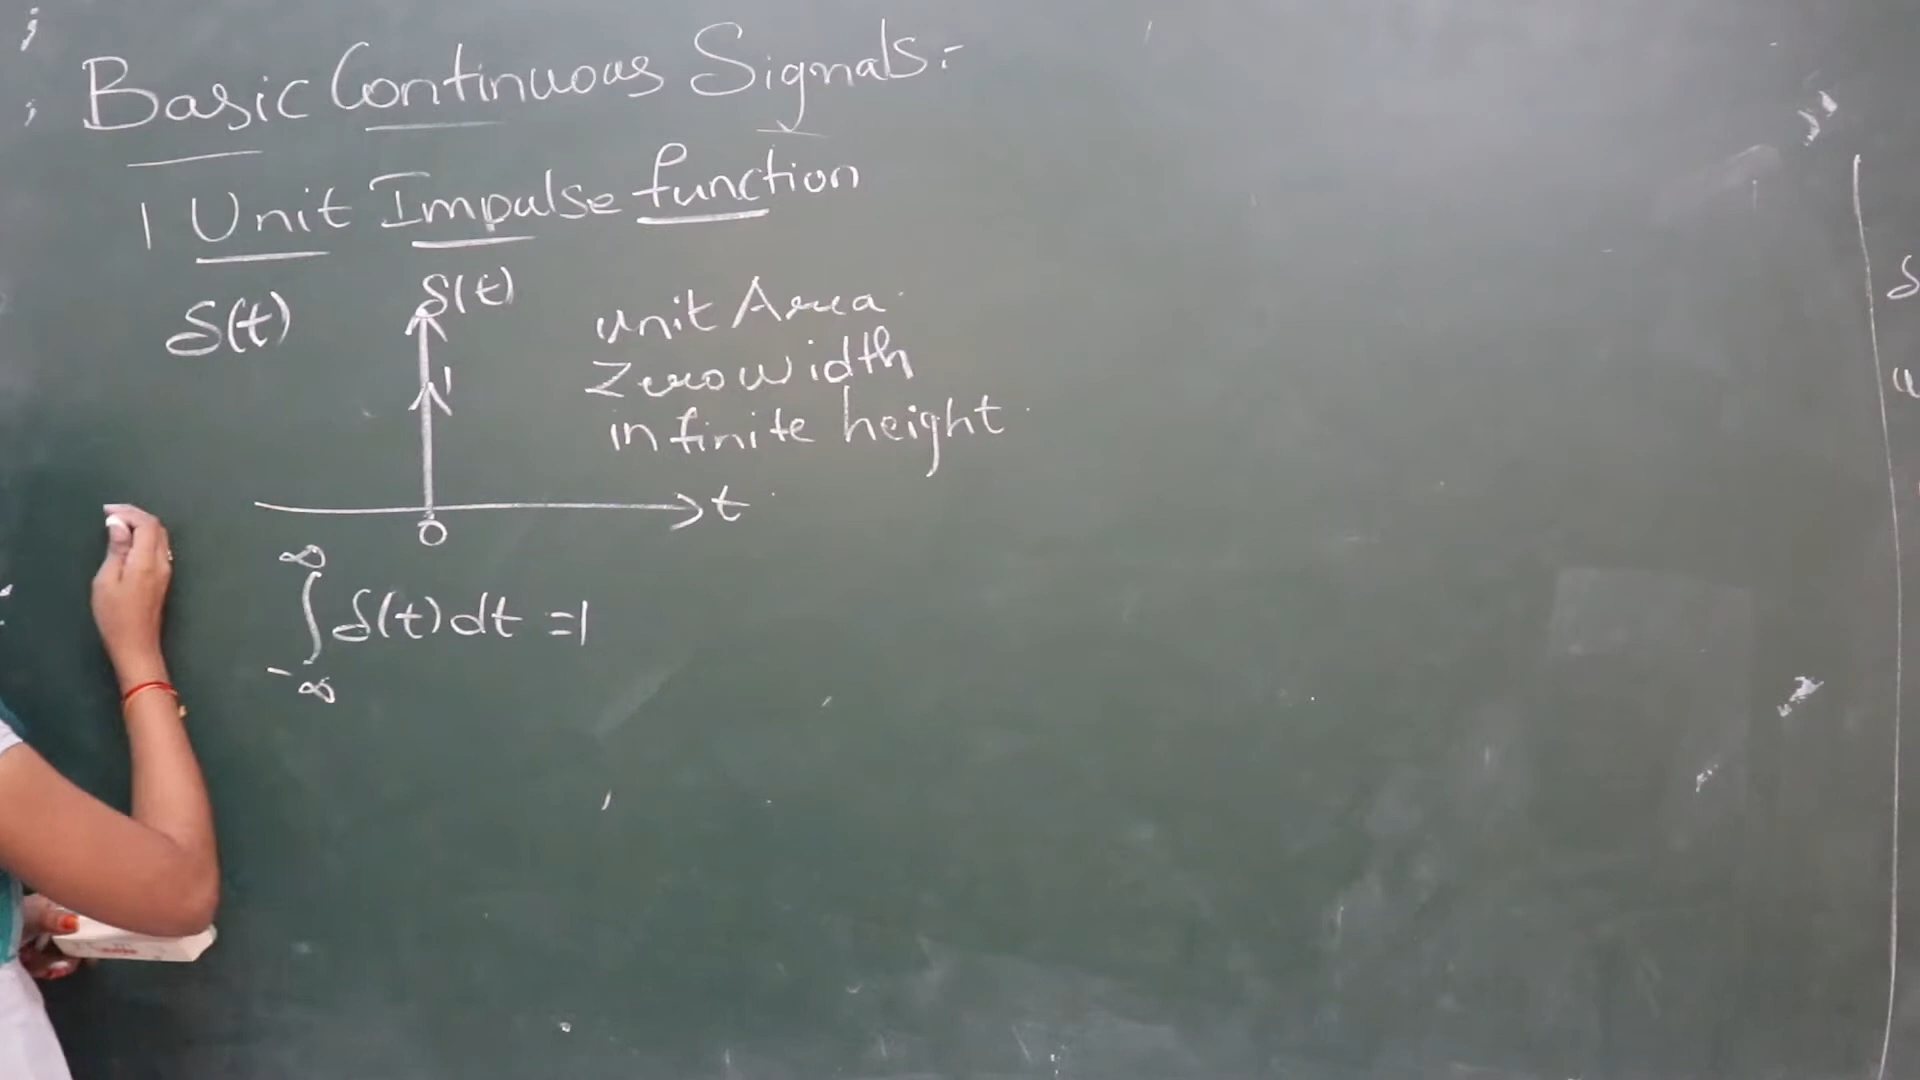 Basic Continuous Signals:-
1 Unit Impulse function
δ(t)
δ(t)
1
unit Area
Zero width
infinite height
t
0
∞
∫ δ(t) dt = 1
-∞